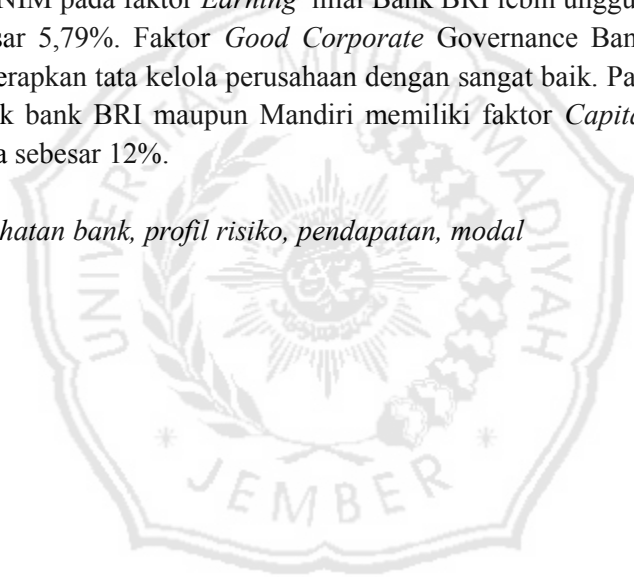 NIM pada faktor Earning nilai Bank BRI lebih unggu
sar 5,79%. Faktor Good Corporate Governance Ban
erapkan tata kelola perusahaan dengan sangat baik. Pa
k bank BRI maupun Mandiri memiliki faktor Capita
a sebesar 12%.
hatan bank, profil risiko, pendapatan, modal
UNIVERSITAS MUHAMMADIYAH
JEMBER